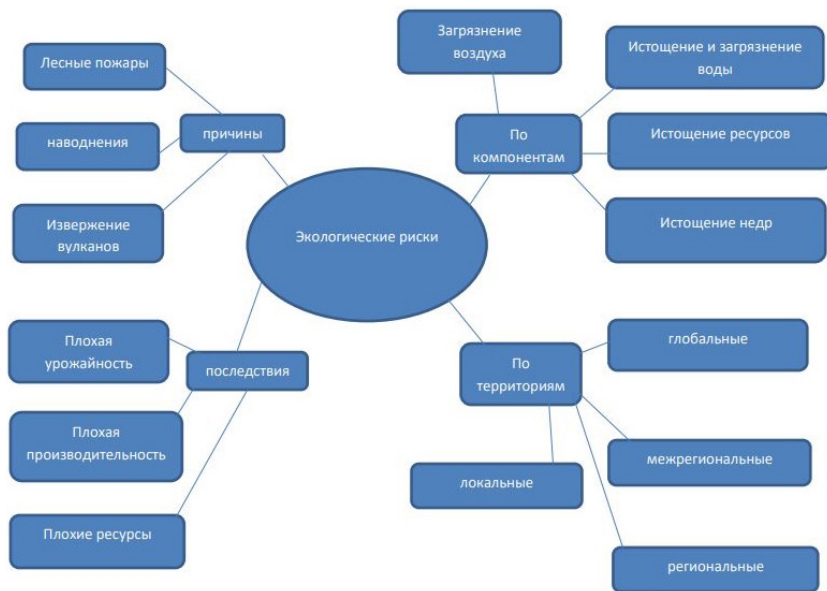 Экологические риски
причины
Лесные пожары
наводнения
Извержение
вулканов
По
компонентам
Загрязнение
воздуха
Истощение и загрязнение
воды
Истощение ресурсов
Истощение недр
последствия
Плохая
урожайность
Плохая
производительность
Плохие ресурсы
По
территориям
глобальные
межрегиональные
региональные
локальные